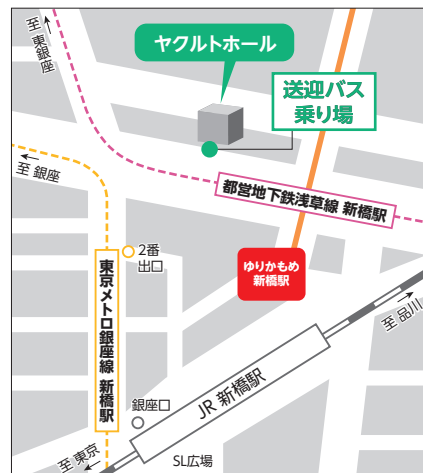 至 東銀座
ヤクルトホール
送迎バス
乗り場
至 銀座
都営地下鉄浅草線 新橋駅
2番
出口
ゆりかもめ
新橋駅
東京メトロ銀座線 新橋駅
至 品川
JR 新橋駅
銀座口
至 東京
SL広場